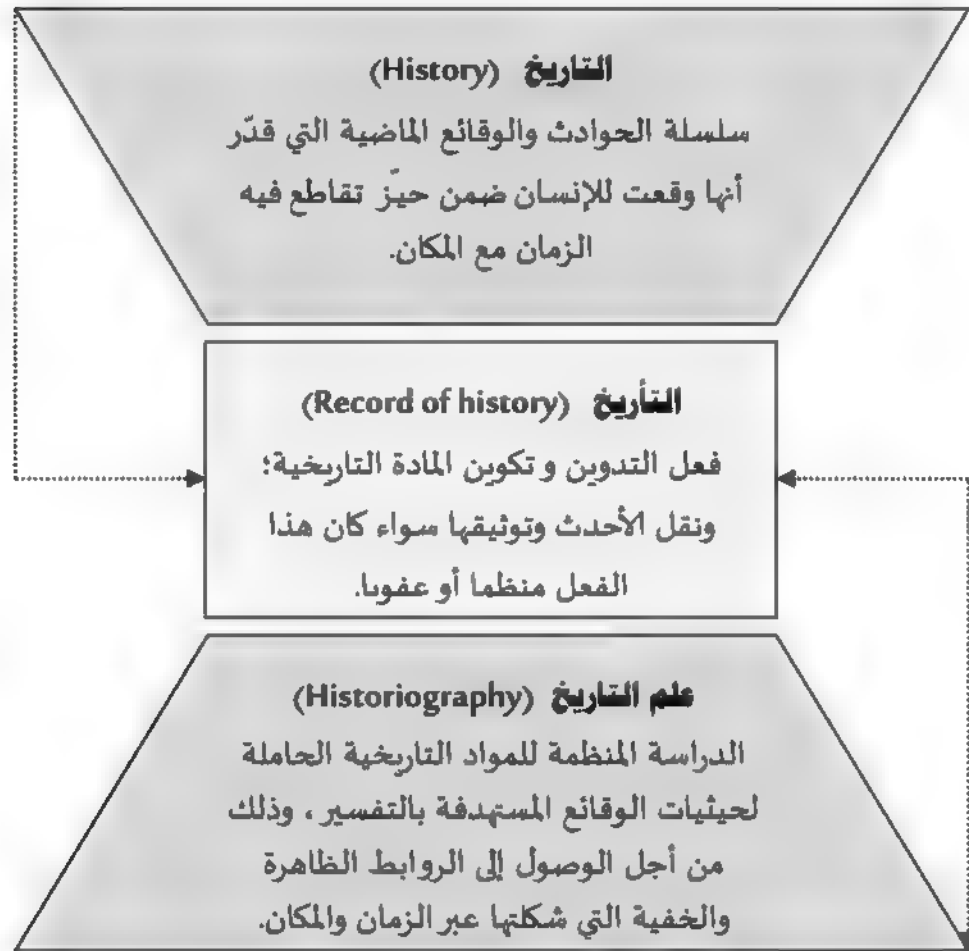 التاريخ (History)
سلسلة الحوادث والوقائع الماضية التي قدّر
أنها وقعت للإنسان ضمن حيّز تقاطع فيه
الزمان مع المكان.
التأريخ (Record of history)
فعل التدوين و تكوين المادة التاريخية؛
ونقل الأحدث وتوثيقها سواء كان هذا
الفعل منظما أو عفويا.
علم التاريخ (Historiography)
الدراسة المنظمة للمواد التاريخية الحاملة
لحيثيات الوقائع المستهدفة بالتفسير، وذلك
من أجل الوصول إلى الروابط الظاهرة
والخفية التي شكلتها عبر الزمان والمكان.